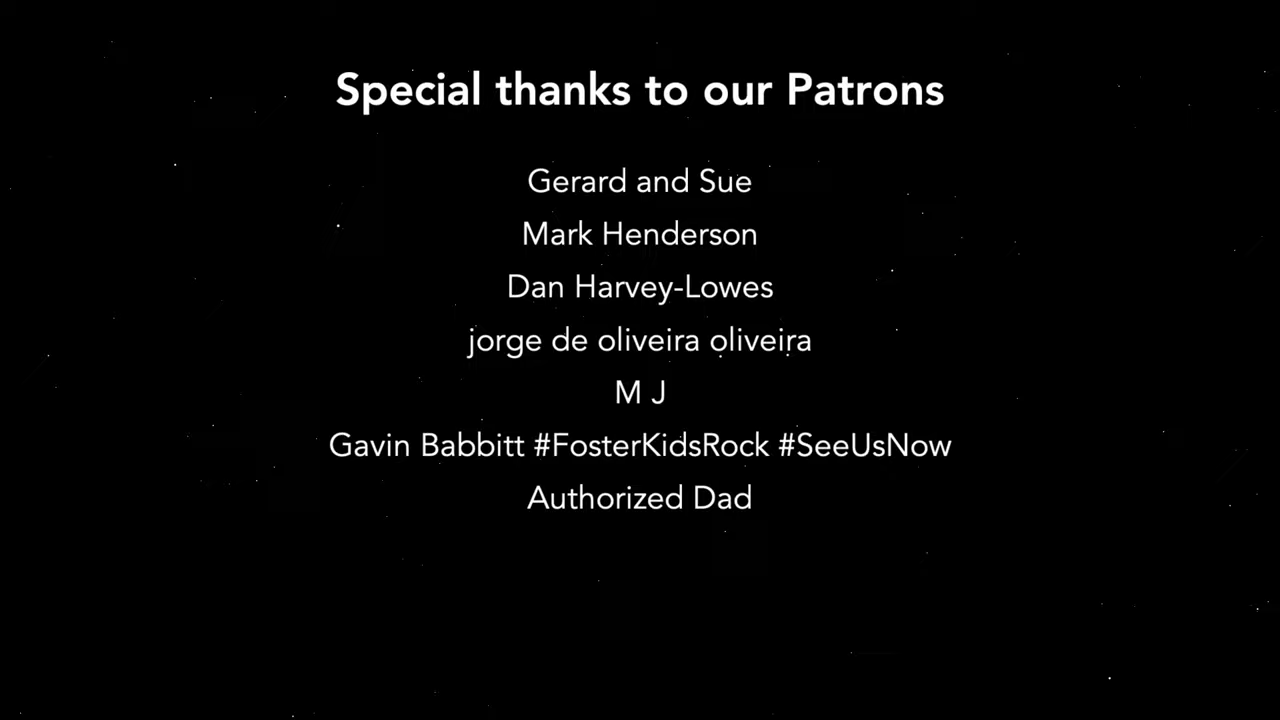 Special thanks to our Patrons
Gerard and Sue
Mark Henderson
Dan Harvey-Lowes
jorge de oliveira oliveira
M J
Gavin Babbitt #FosterKidsRock #SeeUsNow
Authorized Dad